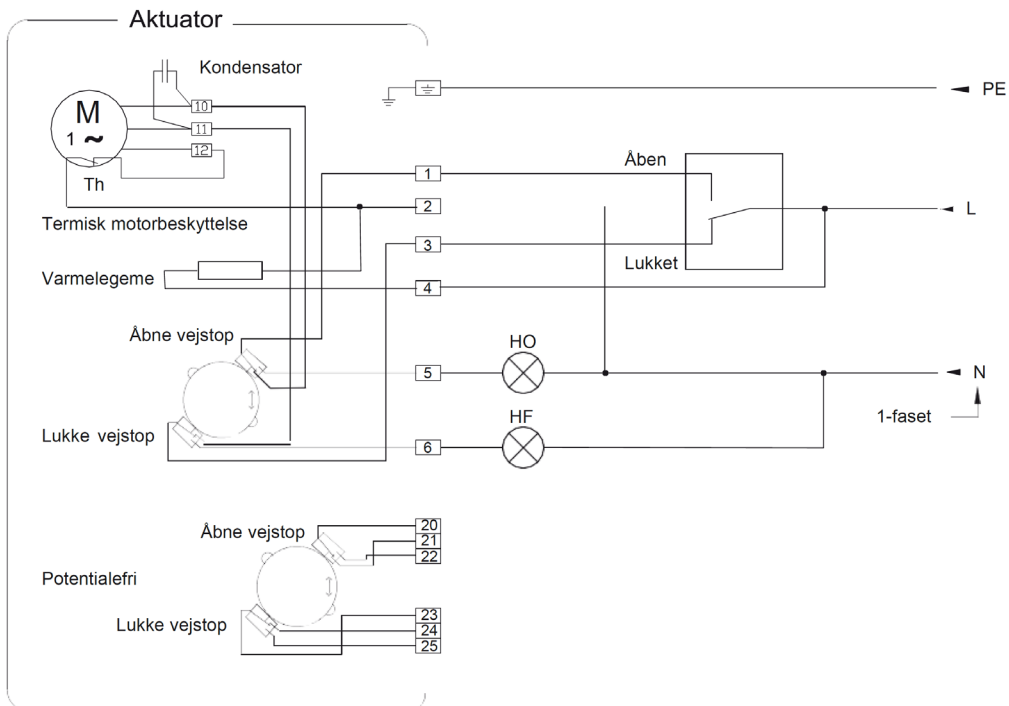 Aktuator
Kondensator
PE
M
1 ~
10
11
12
Th
Åben
1
2
L
Termisk motorbeskyttelse
3
Lukket
Varmelegeme
4
Åbne vejstop
HO
5
N
HF
1-faset
Lukke vejstop
6
Åbne vejstop
20
21
22
Potentialefri
Lukke vejstop
23
24
25